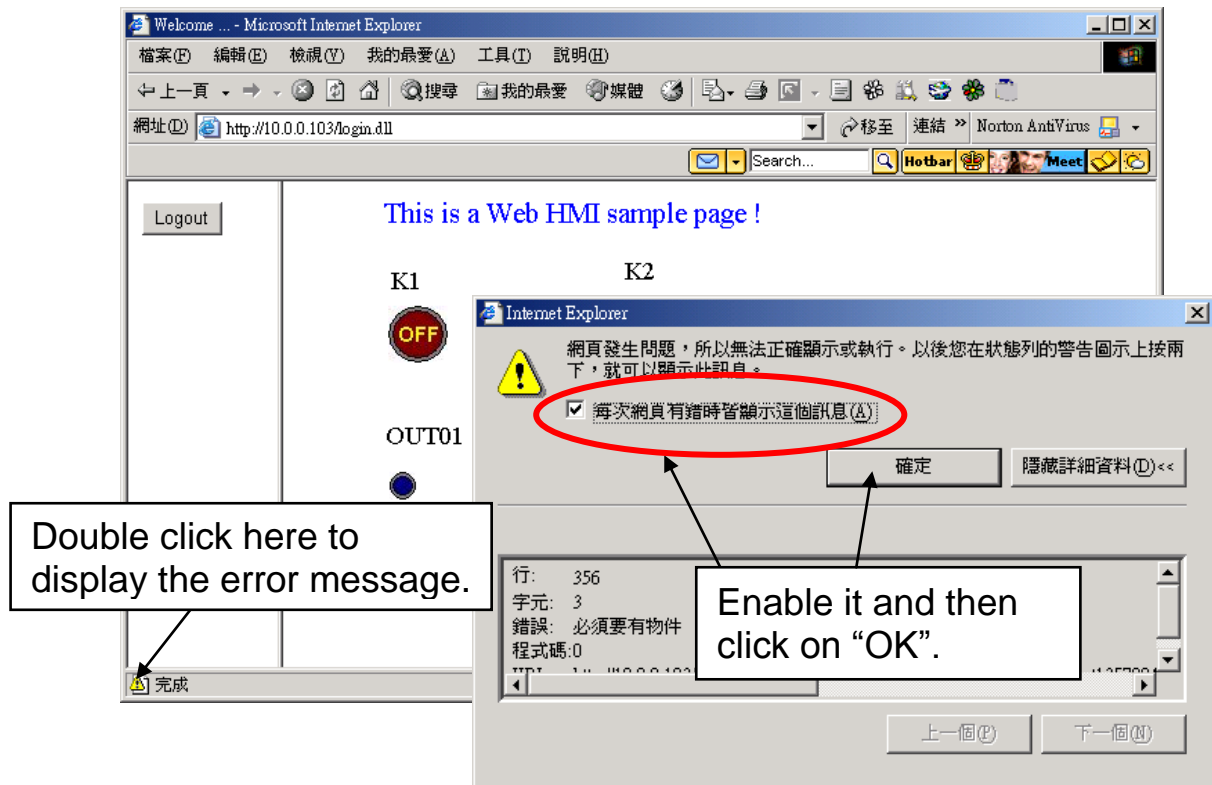 Welcome ... - Microsoft Internet Explorer
檔案(F) 編輯(E) 檢視(V) 我的最愛(A) 工具(T) 說明(H)
上一頁 搜尋 我的最愛 媒體
網址(D) http://10.0.0.103/login.dll 移至 連結 » Norton AntiVirus
Search... Hotbar Meet
Logout
This is a Web HMI sample page !
K1 K2
OFF
OUT01
Internet Explorer
網頁發生問題，所以無法正確顯示或執行。以後您在狀態列的警告圖示上按兩
下，就可以顯示此訊息。
每次網頁有錯時皆顯示這個訊息(A)
確定 隱藏詳細資料(D)<<
Double click here to
display the error message.
行: 356
字元: 3
錯誤: 必須要有物件
程式碼:0
Enable it and then
click on “OK”.
完成
上一個(P) 下一個(N)